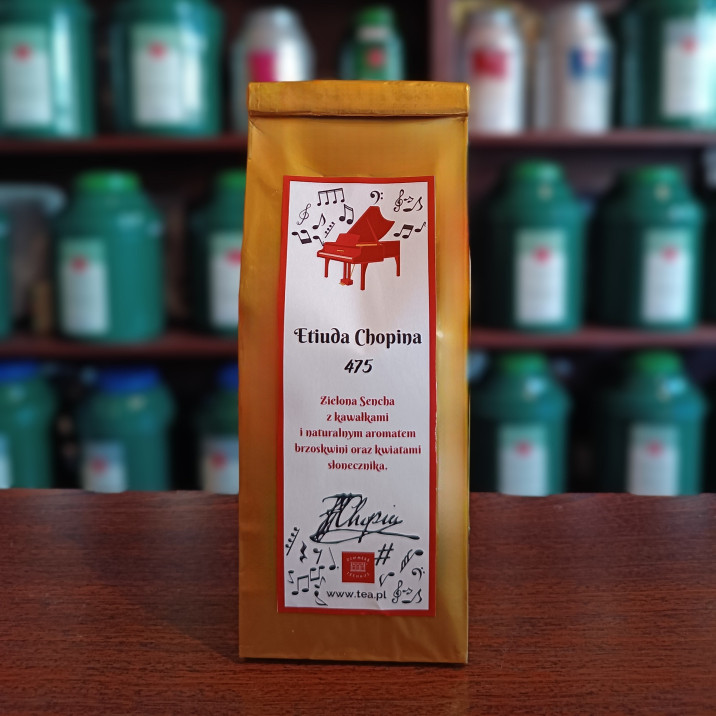 Etiuda Chopina
475
Zielona Sencha
z kawałkami
i naturalnym aromatem
brzoskwini oraz kwiatami
słonecznika.
FChopin
www.tea.pl